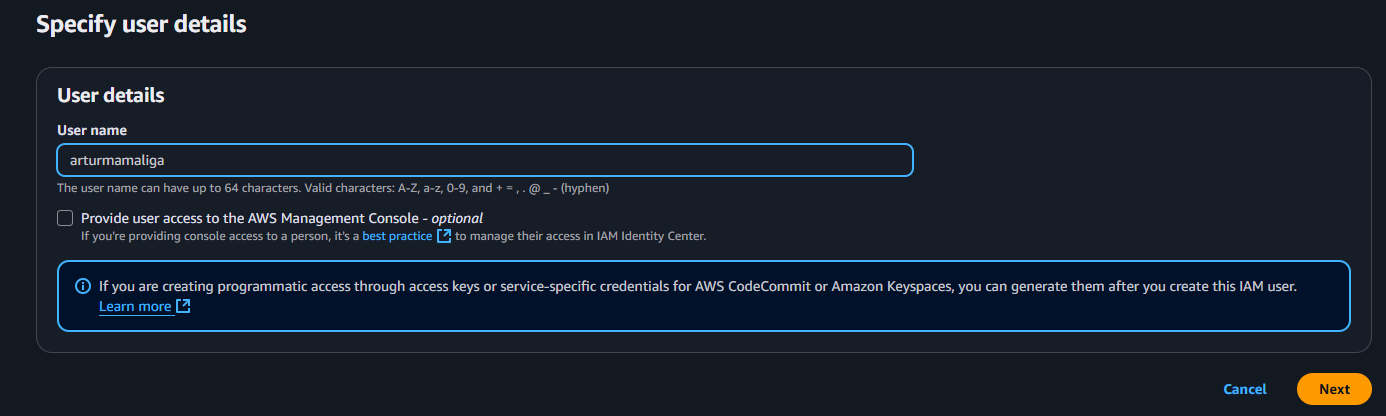 Specify user details
User details
User name
arturmamaliga
The user name can have up to 64 characters. Valid characters: A-Z, a-z, 0-9, and + = , . @ _ - (hyphen)
Provide user access to the AWS Management Console - optional
If you're providing console access to a person, it's a best practice to manage their access in IAM Identity Center.
If you are creating programmatic access through access keys or service-specific credentials for AWS CodeCommit or Amazon Keyspaces, you can generate them after you create this IAM user.
Learn more
Cancel Next